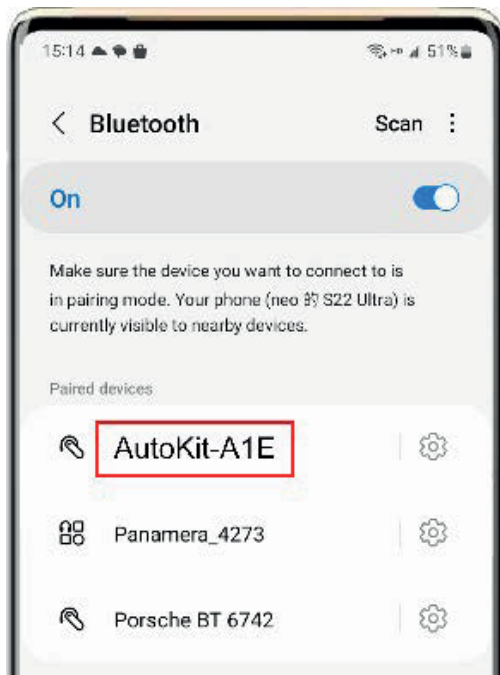 15:14 51%
Bluetooth Scan
On
Make sure the device you want to connect to is
in pairing mode. Your phone (neo 的 S22 Ultra) is
currently visible to nearby devices.
Paired devices
AutoKit-A1E
Panamera_4273
Porsche BT 6742